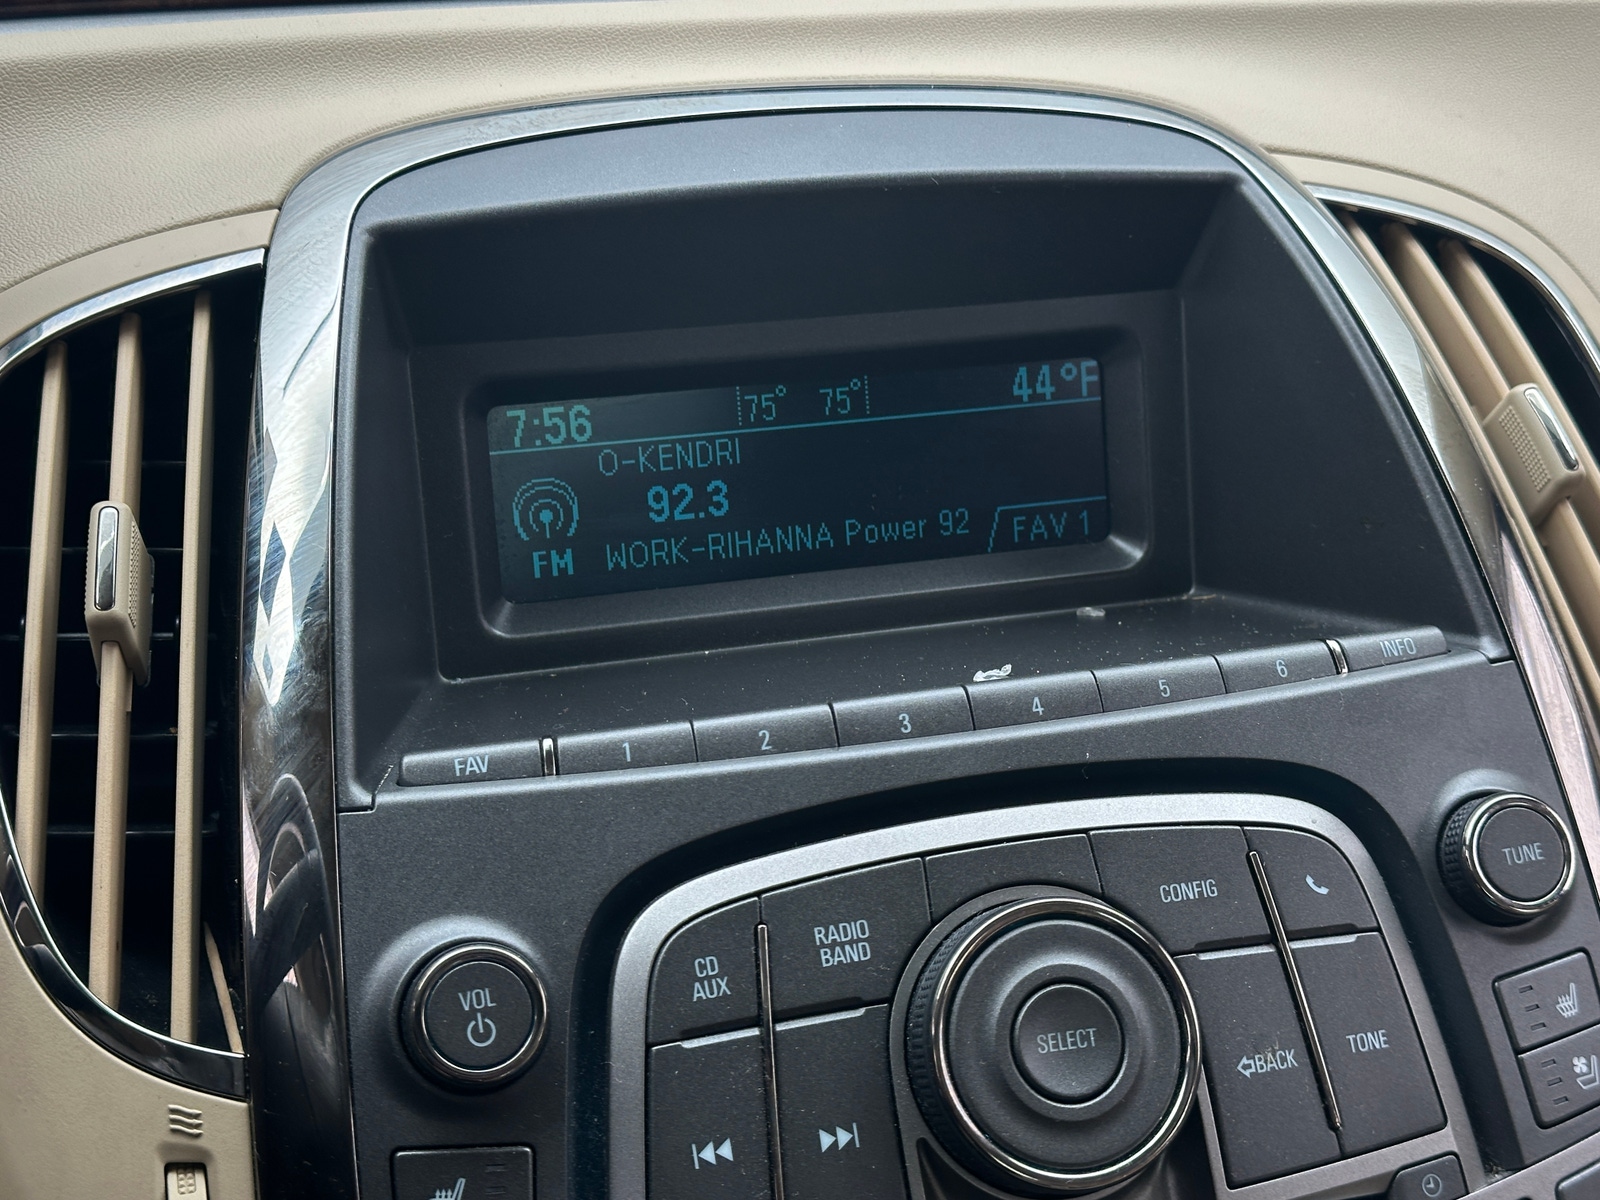 7:56 75° 75° 44°F
O-KENDRI
92.3
FM WORK-RIHANNA Power 92 FAV 1
FAV 1 2 3 4 5 6 INFO
TUNE
CONFIG
RADIO
BAND
CD
AUX
VOL
SELECT
BACK
TONE